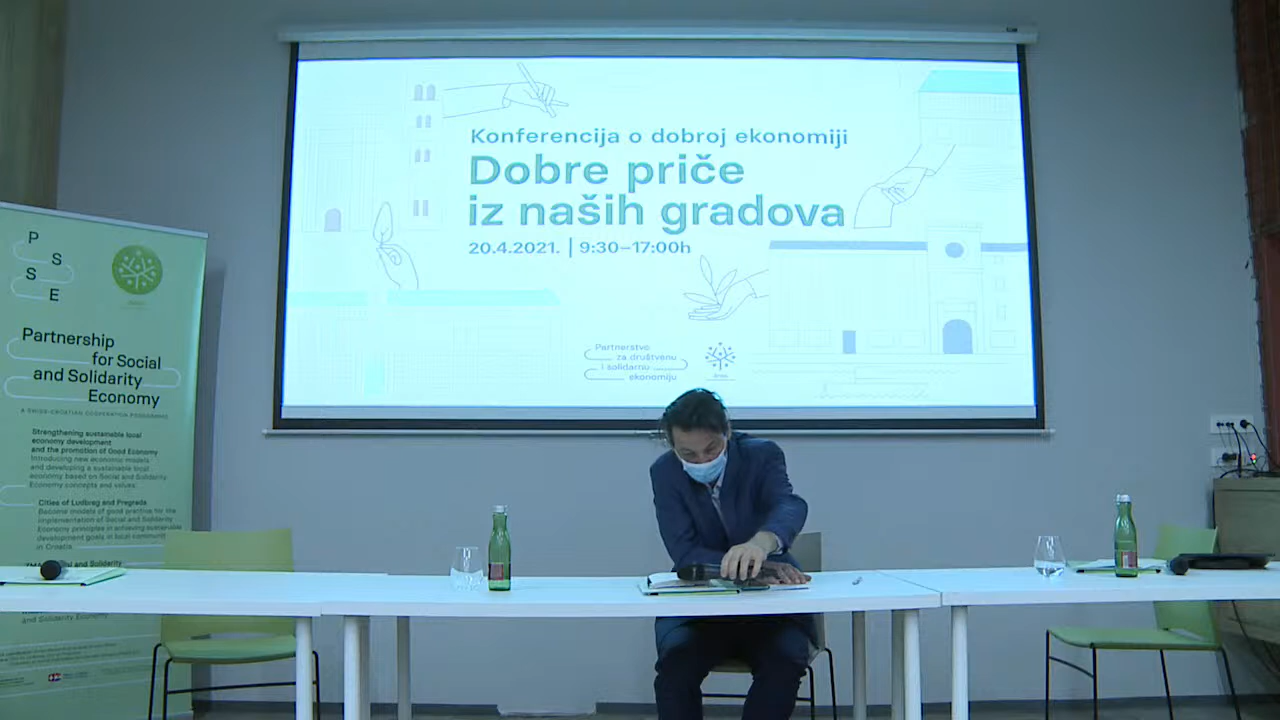 Konferencija o dobroj ekonomiji
Dobre priče
iz naših gradova
20.4.2021. | 9:30–17:00h
Partnerstvo
za društvenu
i solidarnu
ekonomiju
P
S
S
E
Partnership
for Social
and Solidarity
Economy
A SWISS-CROATIAN COOPERATION PROGRAMME
Strengthening sustainable local
economy development
and the promotion of Good Economy
Introducing new economic models
and developing a sustainable local
economy based on Social and Solidarity
Economy concepts and values.
Cities of Ludbreg and Pregrada
Become models of good practice for the
implementation of Social and Solidarity
Economy principles in achieving sustainable
development goals in local communities
in Croatia.
and Solidarity
and Solidarity Economy